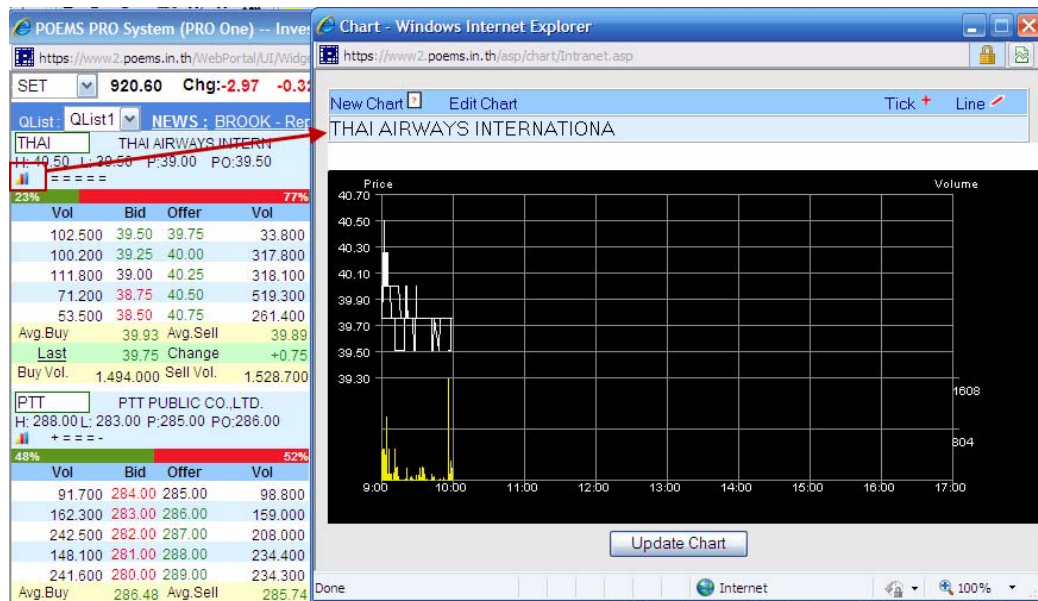 POEMS PRO System (PRO One) -- Inve
https://www2.poems.in.th/WebPortal/UI/Widg
SET 920.60 Chg:-2.97 -0.32
QList: QList1 NEWS : BROOK - Rep
THAI THAI AIRWAYS INTERN
H: 40.50 L: 39.50 P:39.00 PO:39.50
= = = = =
23% 77%
Vol Bid Offer Vol
102.500 39.50 39.75 33.800
100.200 39.25 40.00 317.800
111.800 39.00 40.25 318.100
71.200 38.75 40.50 519.300
53.500 38.50 40.75 261.400
Avg.Buy 39.93 Avg.Sell 39.89
Last 39.75 Change +0.75
Buy Vol. 1.494.000 Sell Vol. 1.528.700
PTT PTT PUBLIC CO.,LTD.
H: 288.00 L: 283.00 P:285.00 PO:286.00
+ = = = -
48% 52%
Vol Bid Offer Vol
91.700 284.00 285.00 98.800
162.300 283.00 286.00 159.000
242.500 282.00 287.00 208.000
148.100 281.00 288.00 234.400
241.600 280.00 289.00 234.300
Avg.Buy 286.48 Avg.Sell 285.74
Chart - Windows Internet Explorer
https://www2.poems.in.th/asp/chart/Intranet.asp
New Chart ? Edit Chart Tick + Line
THAI AIRWAYS INTERNATIONA
Price Volume
40.70
40.50
40.30
40.10
39.90
39.70
39.50
39.30
1608
804
9:00 10:00 11:00 12:00 13:00 14:00 15:00 16:00 17:00
Update Chart
Done Internet 100%